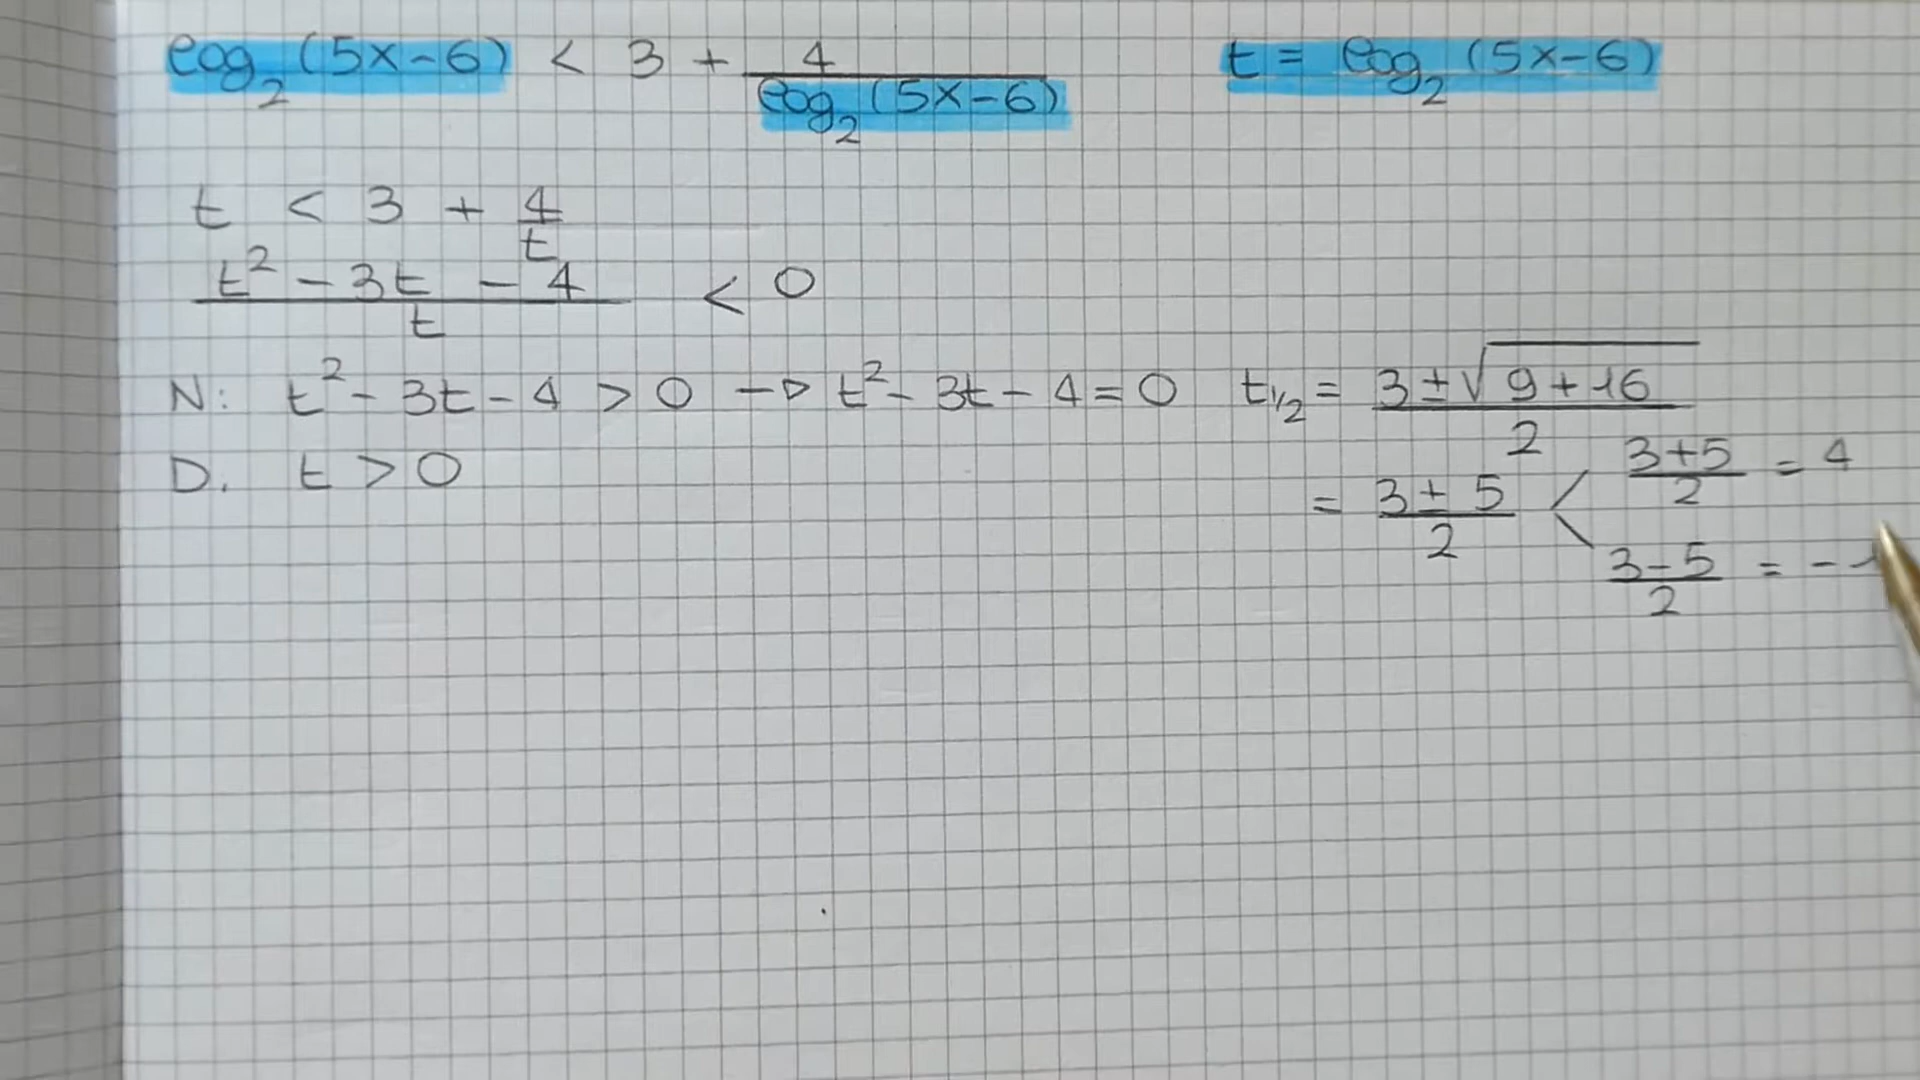 log₂(5x-6) < 3 + 4/log₂(5x-6)    t = log₂(5x-6)
t < 3 + 4/t
(t² - 3t - 4)/t < 0
N: t² - 3t - 4 > 0 → t² - 3t - 4 = 0    t₁/₂ = (3 ± √(9+16))/2
D. t > 0
= (3 ± 5)/2 < (3+5)/2 = 4
(3-5)/2 = -1